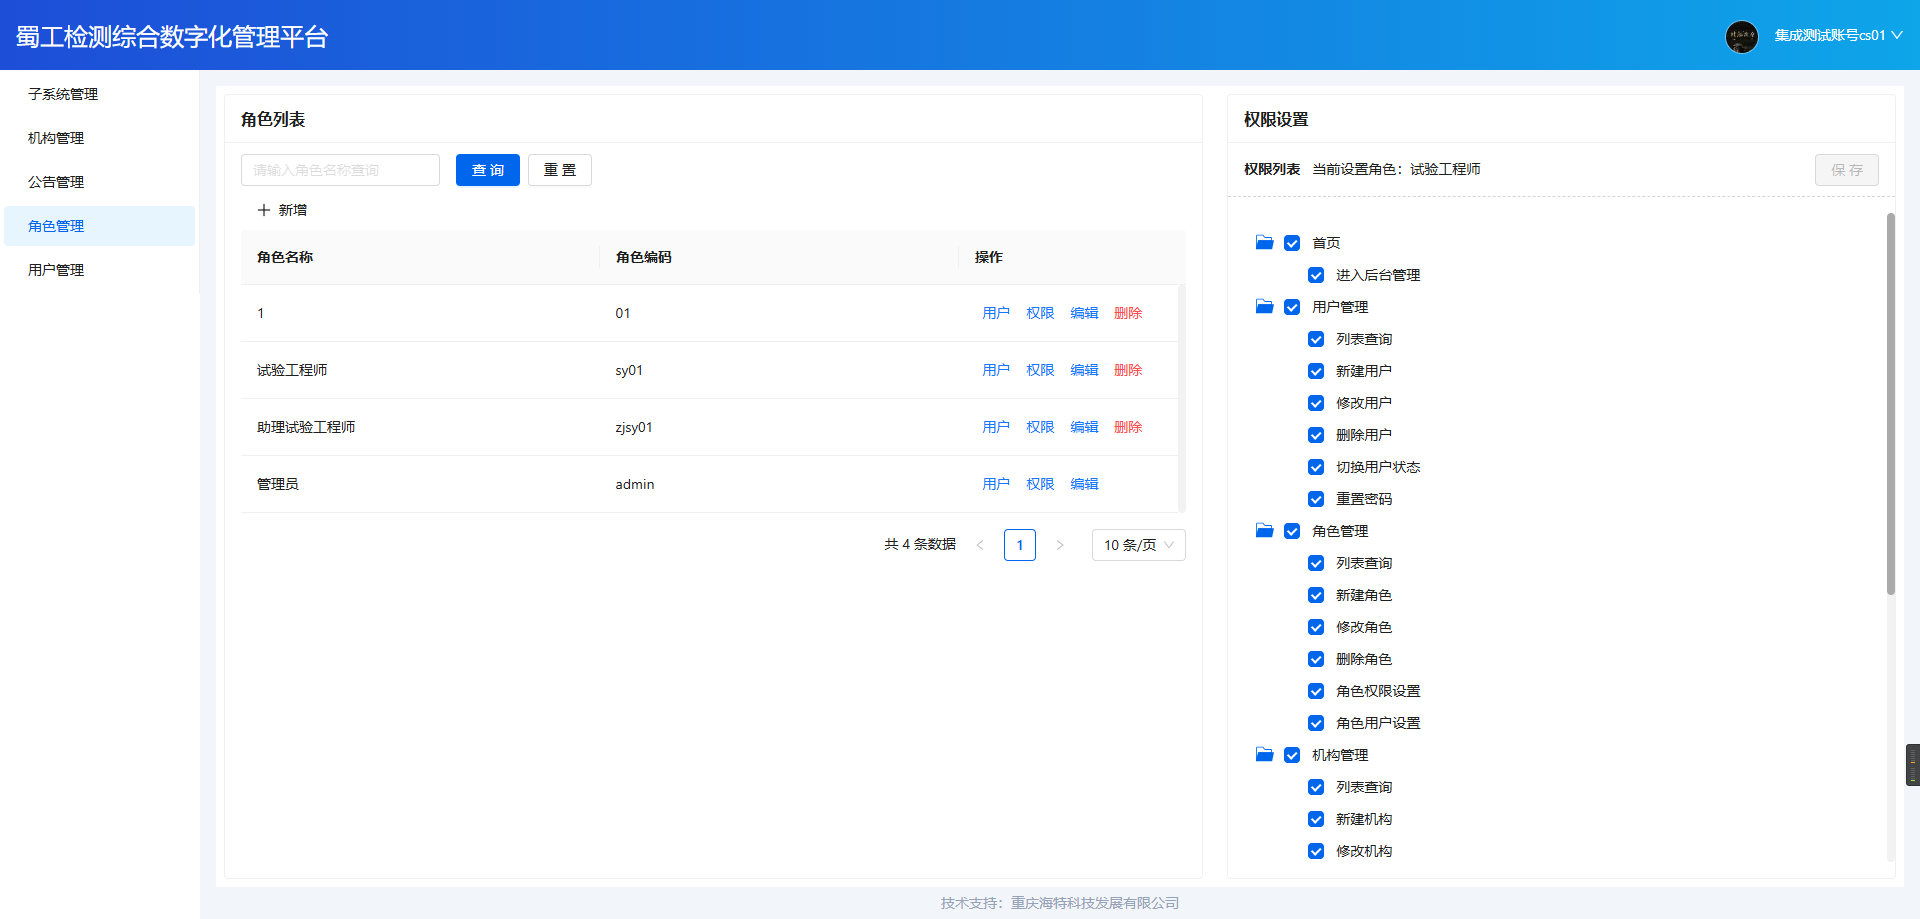 蜀工检测综合数字化管理平台
集成测试账号cs01
子系统管理
机构管理
公告管理
角色管理
用户管理
角色列表
请输入角色名称查询
查 询
重 置
新增
角色名称 角色编码 操作
1 01 用户 权限 编辑 删除
试验工程师 sy01 用户 权限 编辑 删除
助理试验工程师 zjsy01 用户 权限 编辑 删除
管理员 admin 用户 权限 编辑
共 4 条数据 < 1 > 10 条/页
权限设置
权限列表 当前设置角色：试验工程师
保 存
首页
进入后台管理
用户管理
列表查询
新建用户
修改用户
删除用户
切换用户状态
重置密码
角色管理
列表查询
新建角色
修改角色
删除角色
角色权限设置
角色用户设置
机构管理
列表查询
新建机构
修改机构
技术支持：重庆海特科技发展有限公司